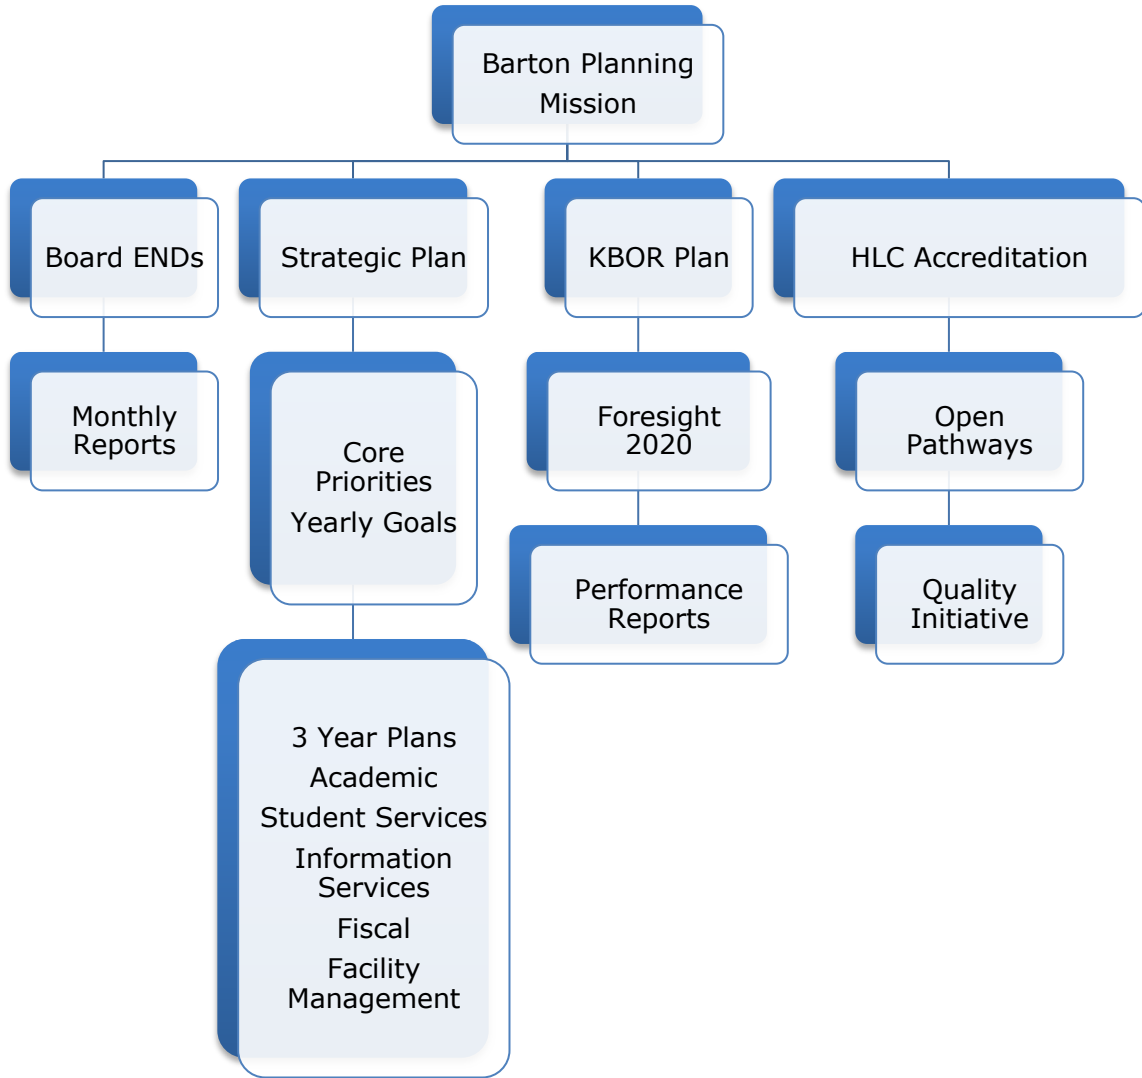 Barton Planning
Mission
Board ENDs
Strategic Plan
KBOR Plan
HLC Accreditation
Monthly
Reports
Core
Priorities
Yearly Goals
Foresight
2020
Open
Pathways
Performance
Reports
Quality
Initiative
3 Year Plans
Academic
Student Services
Information
Services
Fiscal
Facility
Management